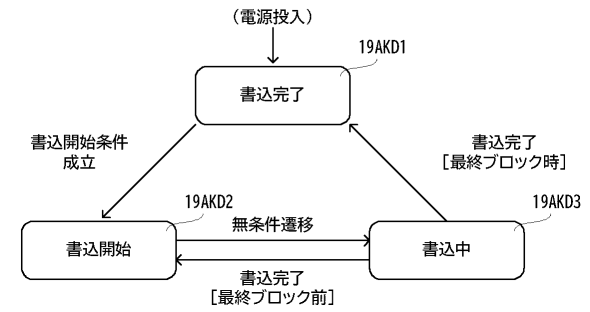 （電源投入）
19AKD1
書込完了
書込開始条件
成立
書込完了
［最終ブロック時］
19AKD2
19AKD3
無条件遷移
書込開始
書込中
書込完了
［最終ブロック前］